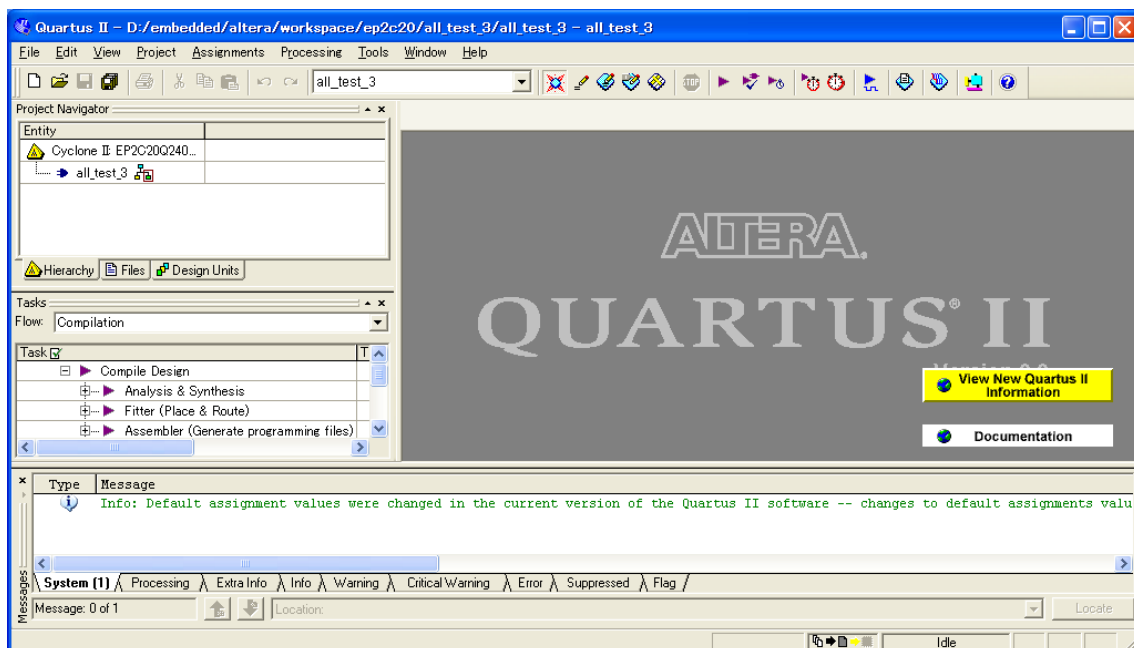 Quartus II - D:/embedded/altera/workspace/ep2c20/all_test_3/all_test_3 - all_test_3
File Edit View Project Assignments Processing Tools Window Help
all_test_3
STOP
Project Navigator
Entity
Cyclone II: EP2C20Q240...
all_test_3
Hierarchy Files Design Units
Tasks
Flow: Compilation
Task T
Compile Design
Analysis & Synthesis
Fitter (Place & Route)
Assembler (Generate programming files)
ALTERA®
QUARTUS® II
View New Quartus II
Information
Documentation
Type Message
Info: Default assignment values were changed in the current version of the Quartus II software -- changes to default assignments valu
System (1) Processing Extra Info Info Warning Critical Warning Error Suppressed Flag
Messages
Message: 0 of 1 Location: Locate
Idle